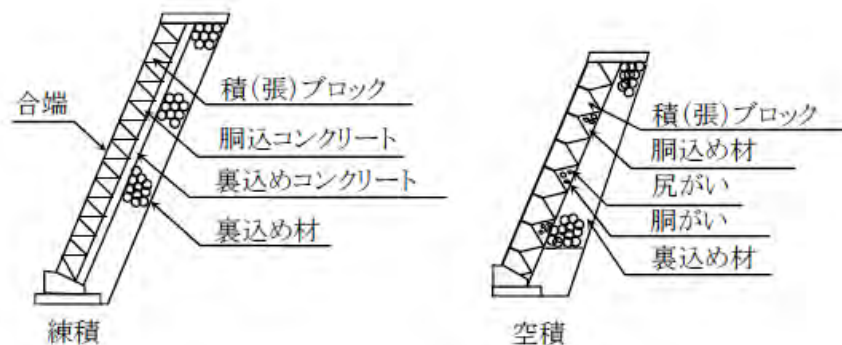 合端
積(張)ブロック
胴込コンクリート
裏込めコンクリート
裏込め材
練積
積(張)ブロック
胴込め材
尻がい
胴がい
裏込め材
空積